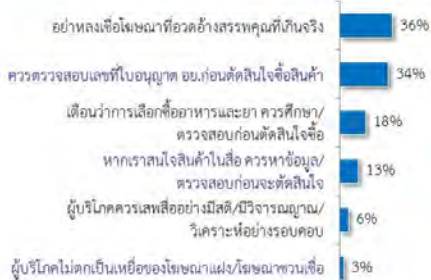 อย่าหลงเชื่อโฆษณาที่อวดอ้างสรรพคุณที่เกินจริง 36%
ควรตรวจสอบเลขที่ใบอนุญาต อย.ก่อนตัดสินใจซื้อสินค้า 34%
เตือนว่าการเลือกซื้ออาหารและยา ควรศึกษา/
ตรวจสอบก่อนตัดสินใจซื้อ 18%
หากเราสนใจสินค้าในสื่อ ควรหาข้อมูล/
ตรวจสอบก่อนจะตัดสินใจ 13%
ผู้บริโภคควรเสพสื่ออย่างมีสติ/มีวิจารณญาณ/
วิเคราะห์อย่างรอบคอบ 6%
ผู้บริโภคไม่ตกเป็นเหยื่อของโฆษณาแฝง/โฆษณาชวนเชื่อ 3%